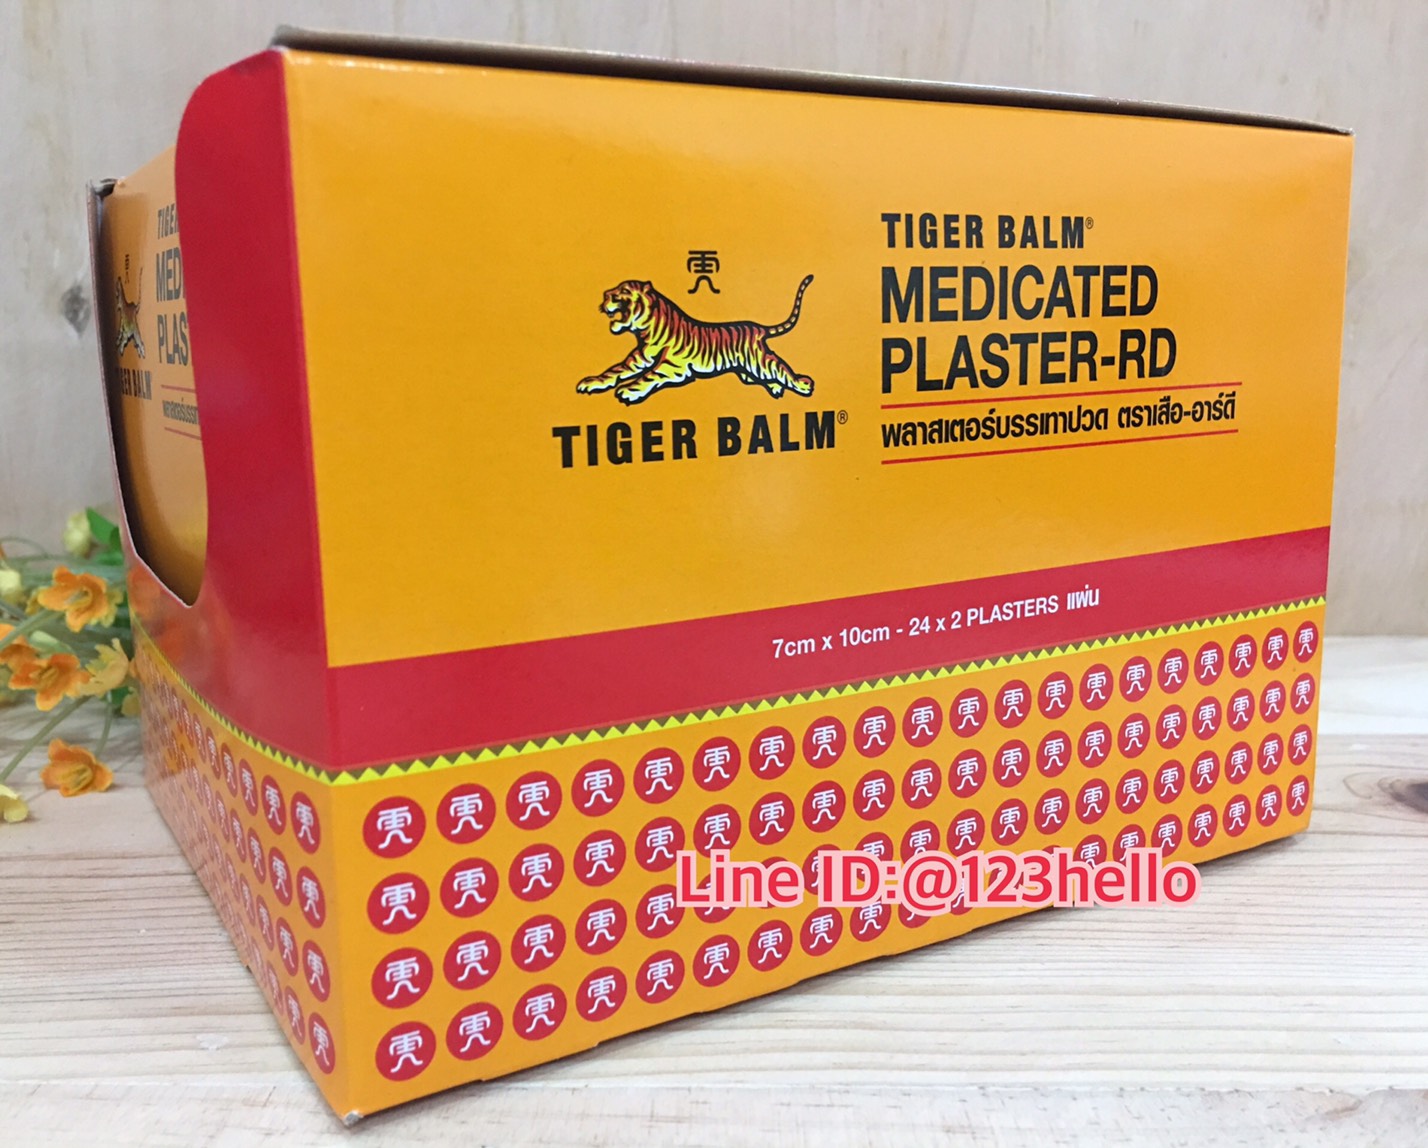 TIGER BALM®
MEDICATED
PLASTER-RD
พลาสเตอร์บรรเทาปวด ตราเสือ-อาร์ดี
TIGER BALM®
7cm x 10cm - 24 x 2 PLASTERS แผ่น
Line ID:@123hello
TIGER BALM